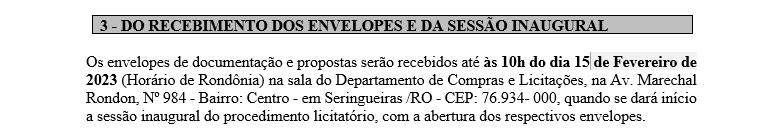 3 - DO RECEBIMENTO DOS ENVELOPES E DA SESSÃO INAUGURAL
Os envelopes de documentação e propostas serão recebidos até às 10h do dia 15 de Fevereiro de
2023 (Horário de Rondônia) na sala do Departamento de Compras e Licitações, na Av. Marechal
Rondon, Nº 984 - Bairro: Centro - em Seringueiras /RO - CEP: 76.934- 000, quando se dará início
a sessão inaugural do procedimento licitatório, com a abertura dos respectivos envelopes.